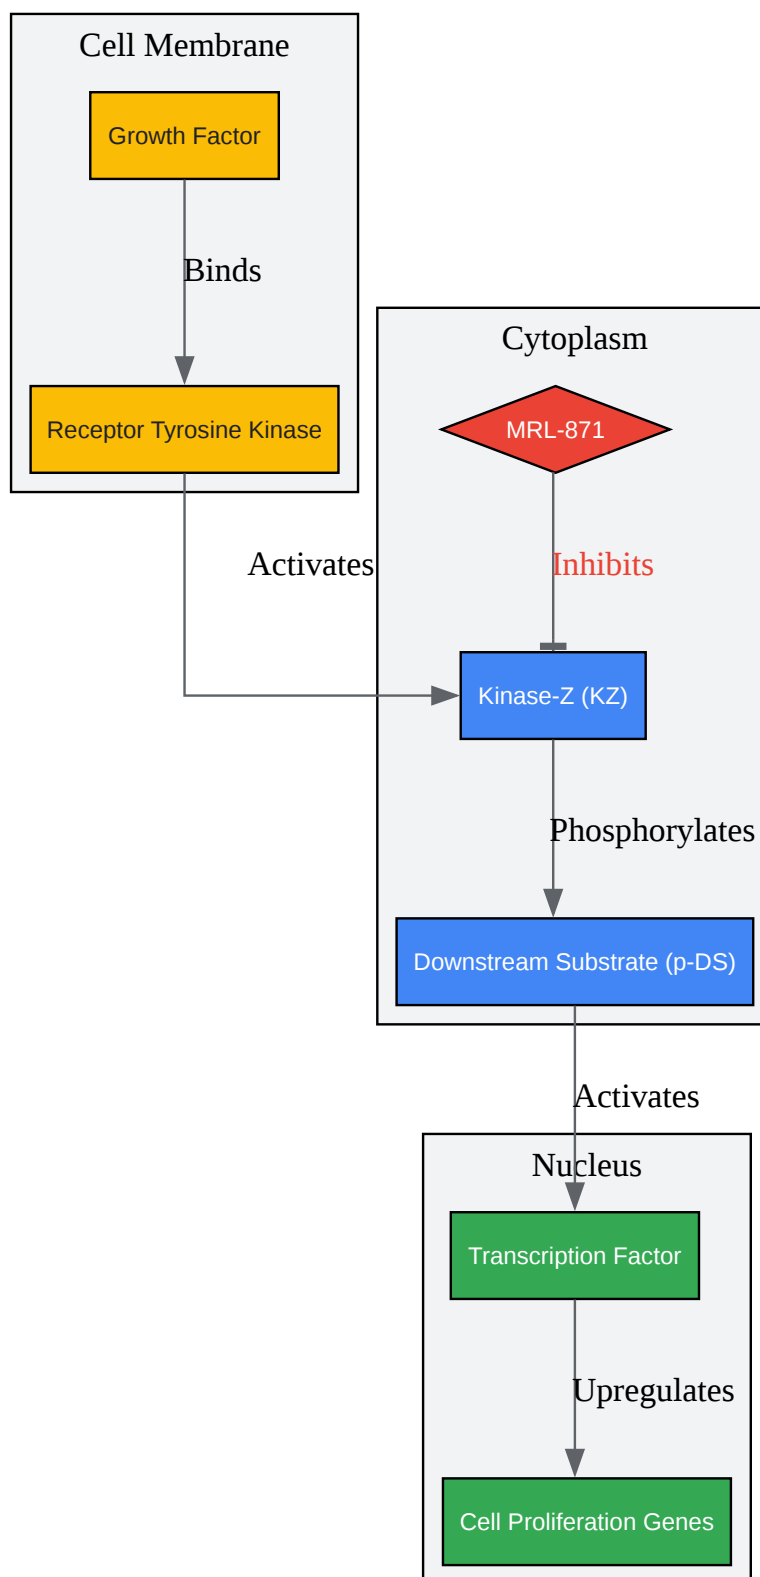 Cell Membrane
Growth Factor
Binds
Receptor Tyrosine Kinase
Activates
Cytoplasm
MRL-871
Inhibits
Kinase-Z (KZ)
Phosphorylates
Downstream Substrate (p-DS)
Activates
Nucleus
Transcription Factor
Upregulates
Cell Proliferation Genes